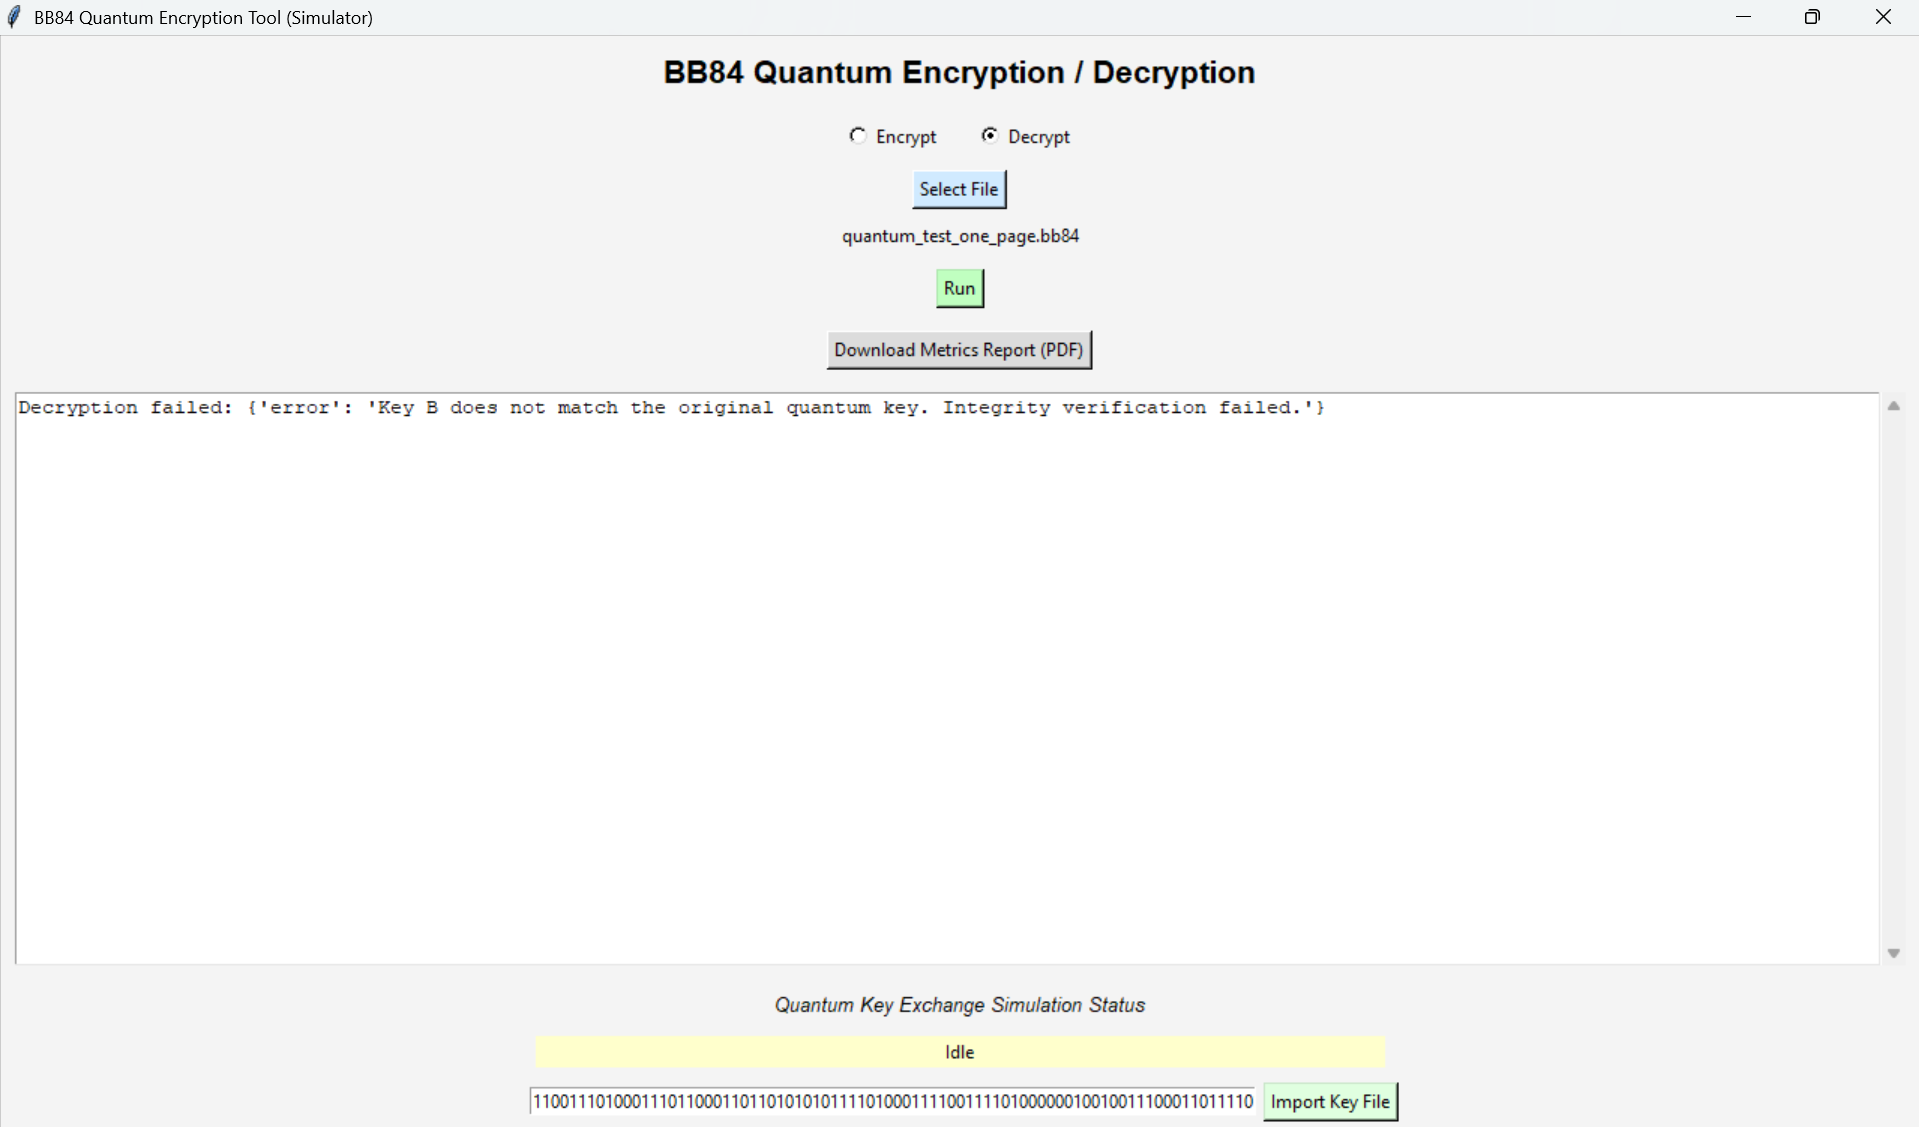 BB84 Quantum Encryption Tool (Simulator)
BB84 Quantum Encryption / Decryption
Encrypt Decrypt
Select File
quantum_test_one_page.bb84
Run
Download Metrics Report (PDF)
Decryption failed: {'error': 'Key B does not match the original quantum key. Integrity verification failed.'}
Quantum Key Exchange Simulation Status
Idle
11001110100011101100011011010101011110100011110011110100000010010011100011011110 Import Key File